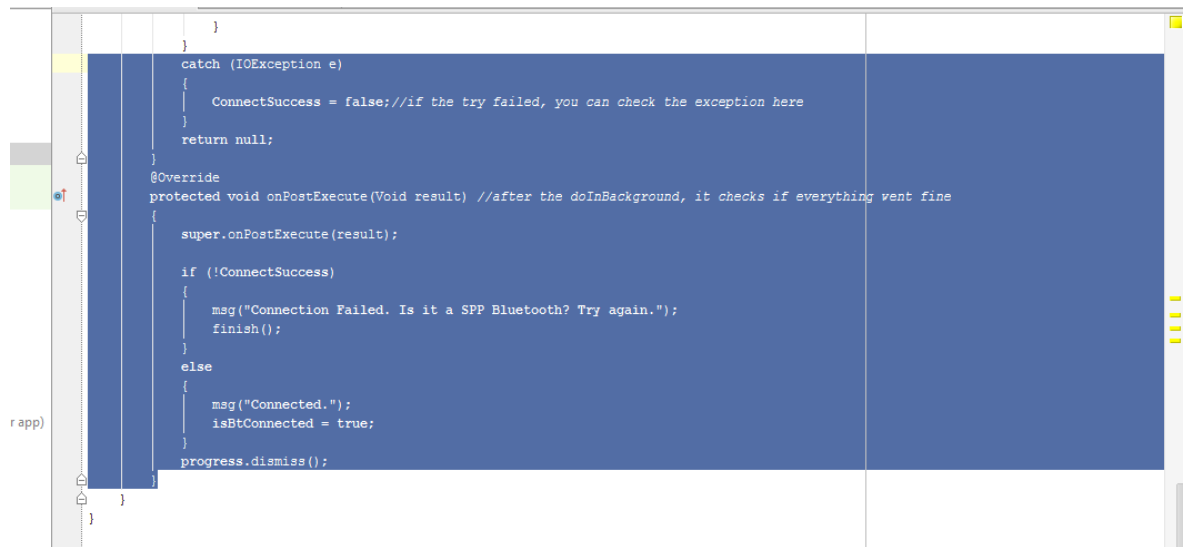 }
}
catch (IOException e)
{
ConnectSuccess = false;//if the try failed, you can check the exception here
}
return null;
}
@Override
protected void onPostExecute(Void result) //after the doInBackground, it checks if everything went fine
{
super.onPostExecute(result);
if (!ConnectSuccess)
{
msg("Connection Failed. Is it a SPP Bluetooth? Try again.");
finish();
}
else
{
msg("Connected.");
isBtConnected = true;
}
r app)
progress.dismiss();
}
}
}